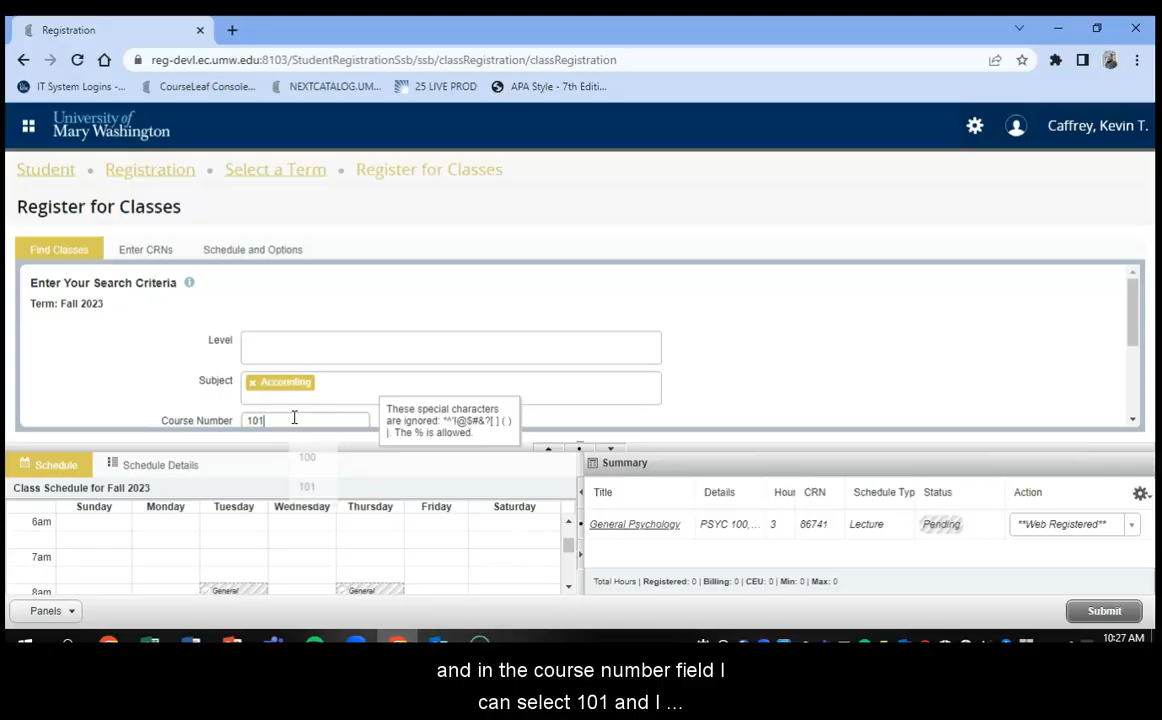 Registration
reg-devl.ec.umw.edu:8103/StudentRegistrationSsb/ssb/classRegistration/classRegistration
IT System Logins -... CourseLeaf Console... NEXTCATALOG.UM... 25 LIVE PROD APA Style - 7th Editi...
University of
Mary Washington
Caffrey, Kevin T.
Student • Registration • Select a Term • Register for Classes
Register for Classes
Find Classes Enter CRNs Schedule and Options
Enter Your Search Criteria
Term: Fall 2023
Level
Subject × Accounting
Course Number 101
These special characters
are ignored: "*^'!@$#&?[ ] ( )
|. The % is allowed.
100
101
Schedule Schedule Details
Class Schedule for Fall 2023
Sunday Monday Tuesday Wednesday Thursday Friday Saturday
6am
7am
8am General General
Summary
Title Details Hour CRN Schedule Typ Status Action
General Psychology PSYC 100,... 3 86741 Lecture Pending **Web Registered**
Total Hours | Registered: 0 | Billing: 0 | CEU: 0 | Min: 0 | Max: 0
Panels
Submit
10:27 AM
and in the course number field I
can select 101 and I ...